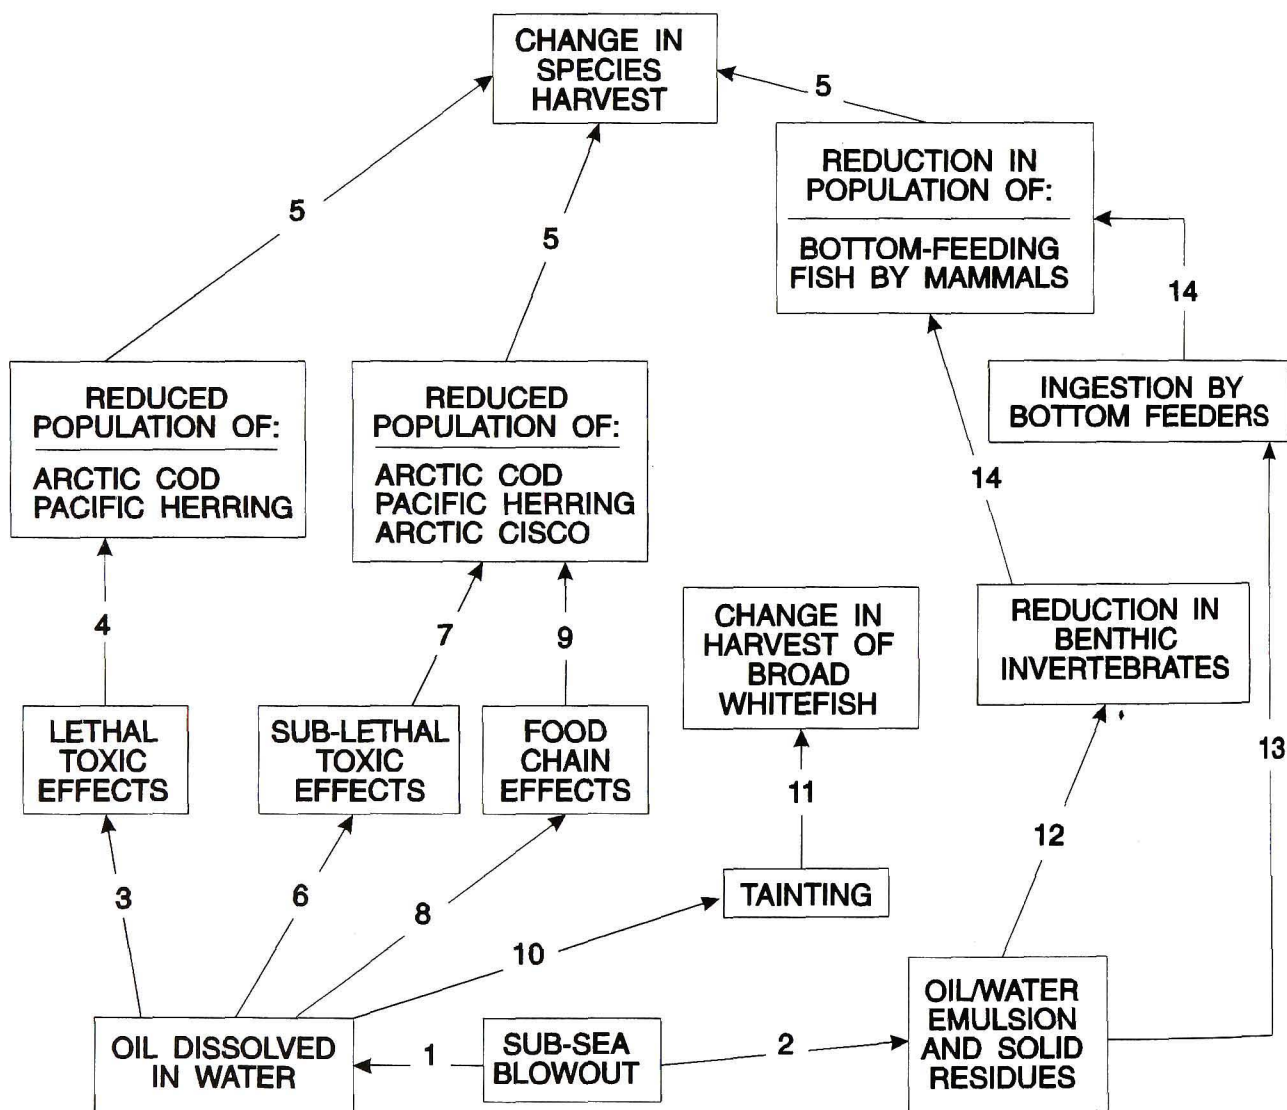 CHANGE IN
SPECIES
HARVEST
5
5
5
REDUCTION IN
POPULATION OF:
BOTTOM-FEEDING
FISH BY MAMMALS
14
INGESTION BY
BOTTOM FEEDERS
REDUCED
POPULATION OF:
ARCTIC COD
PACIFIC HERRING
REDUCED
POPULATION OF:
ARCTIC COD
PACIFIC HERRING
ARCTIC CISCO
14
4
7
9
CHANGE IN
HARVEST OF
BROAD
WHITEFISH
REDUCTION IN
BENTHIC
INVERTEBRATES
LETHAL
TOXIC
EFFECTS
SUB-LETHAL
TOXIC
EFFECTS
FOOD
CHAIN
EFFECTS
11
13
12
3
6
8
10
TAINTING
OIL DISSOLVED
IN WATER
1
SUB-SEA
BLOWOUT
2
OIL/WATER
EMULSION
AND SOLID
RESIDUES